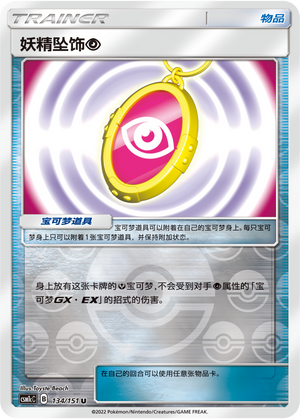 TRAINER 物品
妖精坠饰
宝可梦道具
宝可梦道具可以附着在自己的宝可梦身上。每只宝可
梦身上只可以附着1张宝可梦道具，并保持附加状态。
身上放有这张卡牌的宝可梦，不会受到对手属性的「宝
可梦GX・EX」的招式的伤害。
Illus. Toyste Beach
csm1cC 134/151 U
在自己的回合可以使用任意张物品卡。
©2022 Pokémon/Nintendo/Creatures/GAME FREAK.